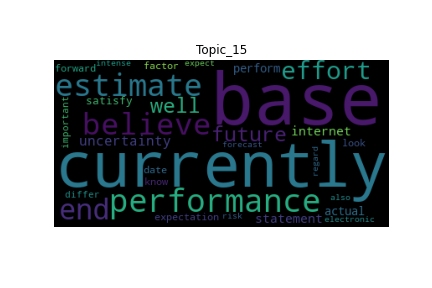 Topic_15
forward intense factor expect
estimate perform effort
satisfy well base
important believe future internet
uncertainty forecast regard look
currently
date know
differ performance also
end expectation risk statement actual electronic